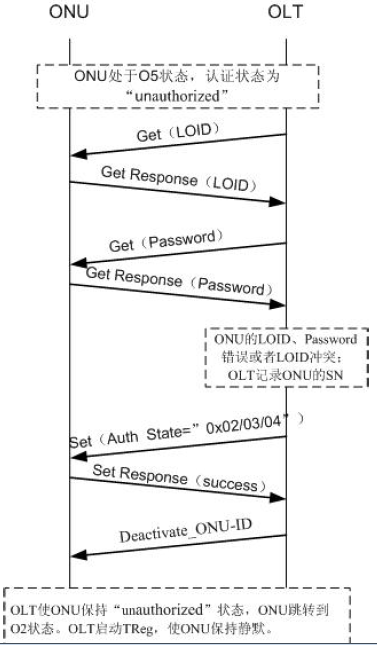 ONU OLT
ONU处于O5状态，认证状态为
“unauthorized”
Get（LOID）
Get Response（LOID）
Get（Password）
Get Response（Password）
ONU的LOID、Password
错误或者LOID冲突；
OLT记录ONU的SN
Set（Auth State=” 0x02/03/04”）
Set Response（success）
Deactivate_ONU-ID
OLT使ONU保持“unauthorized”状态，ONU跳转到
O2状态。OLT启动TReg，使ONU保持静默。